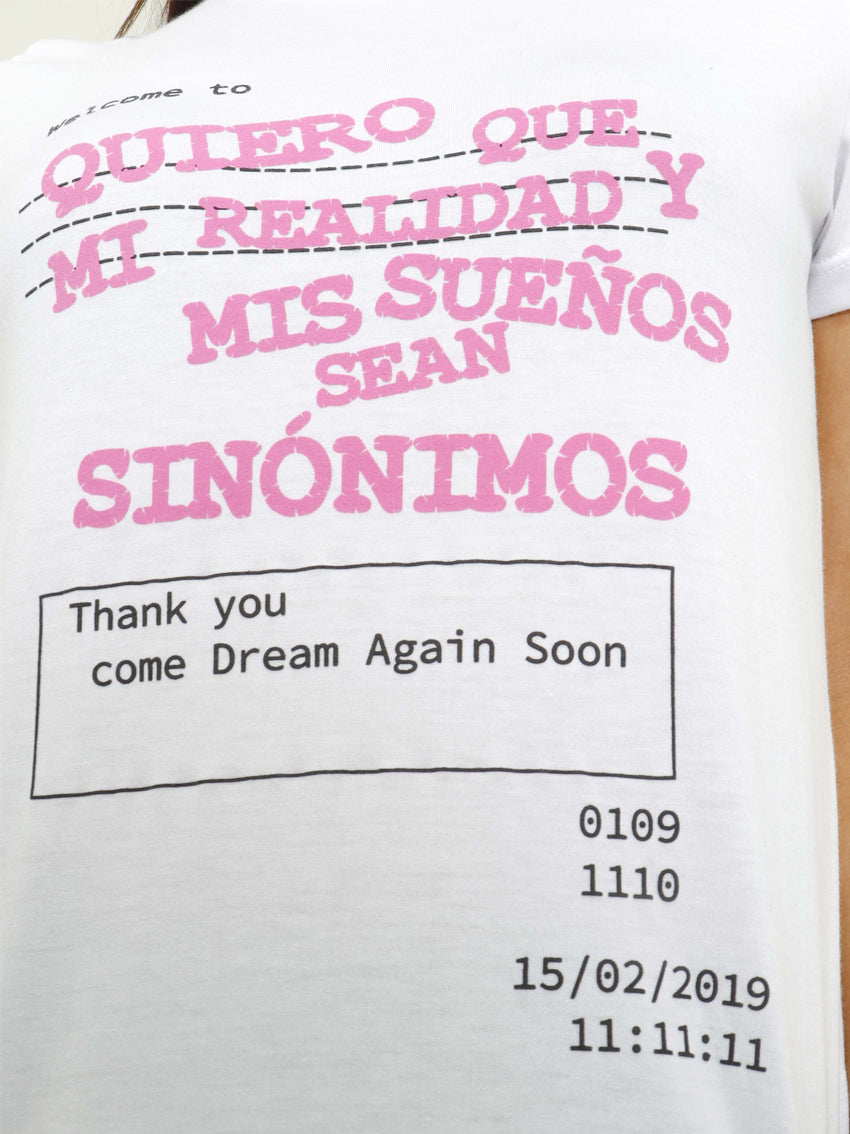 Welcome to
QUIERO QUE
MI REALIDAD Y
MIS SUEÑOS
SEAN
SINÓNIMOS
Thank you
come Dream Again Soon
0109
1110
15/02/2019
11:11:11